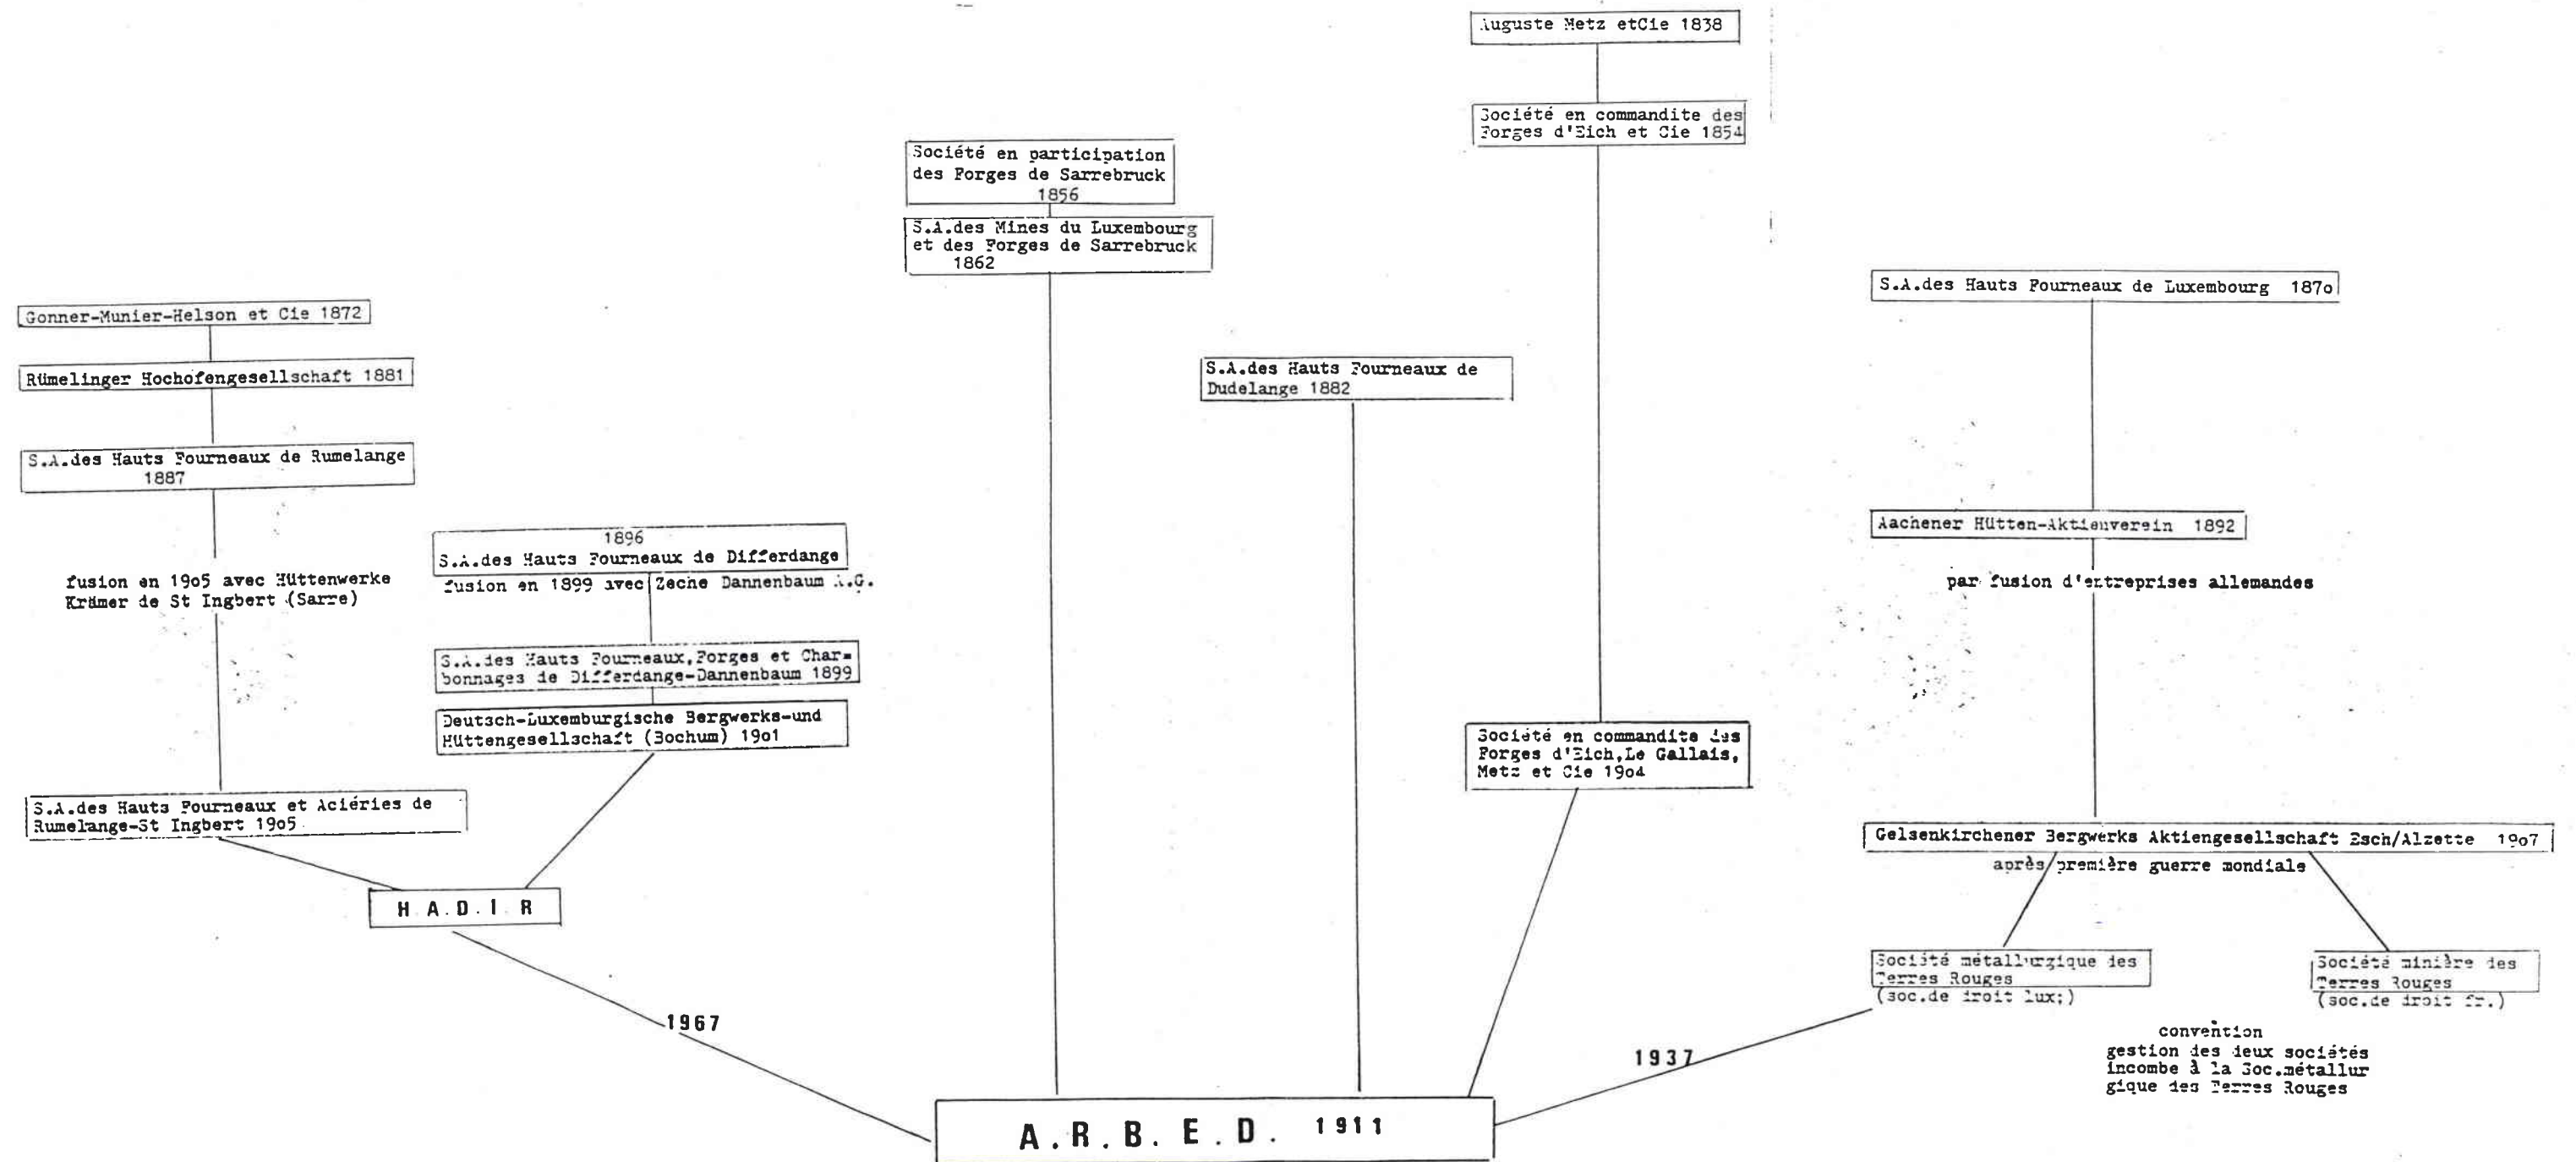 Auguste Metz etCie 1838
Société en commandite des
Forges d'Eich et Cie 1854
Société en participation
des Forges de Sarrebruck
1856
S.A.des Mines du Luxembourg
et des Forges de Sarrebruck
1862
S.A.des Hauts Fourneaux de Luxembourg 187o
Gonner-Munier-Helson et Cie 1872
Rümelinger Hochofengesellschaft 1881
S.A.des Hauts Fourneaux de
Dudelange 1882
S.A.des Hauts Fourneaux de Rumelange
1887
Aachener Hütten-Aktienverein 1892
par fusion d'entreprises allemandes
1896
S.A.des Hauts Fourneaux de Differdange
fusion en 1899 avec Zeche Dannenbaum A.G.
fusion en 19o5 avec Hüttenwerke
Krämer de St Ingbert (Sarre)
S.A.des Hauts Fourneaux,Forges et Char=
bonnages de Differdange-Dannenbaum 1899
Deutsch-Luxemburgische Bergwerks-und
Hüttengesellschaft (Bochum) 19o1
Société en commandite des
Forges d'Eich,Le Gallais,
Metz et Cie 19o4
S.A.des Hauts Fourneaux et Aciéries de
Rumelange-St Ingbert 19o5
Gelsenkirchener Bergwerks Aktiengesellschaft Esch/Alzette 19o7
après première guerre mondiale
H.A.D.I.R
Société métallurgique des
Terres Rouges
(soc.de droit lux;)
Société minière des
Terres Rouges
(soc.de droit fr.)
convention
gestion des deux sociétés
incombe à la Soc.métallur
gique des Terres Rouges
1967
1937
A.R.B.E.D. 1911